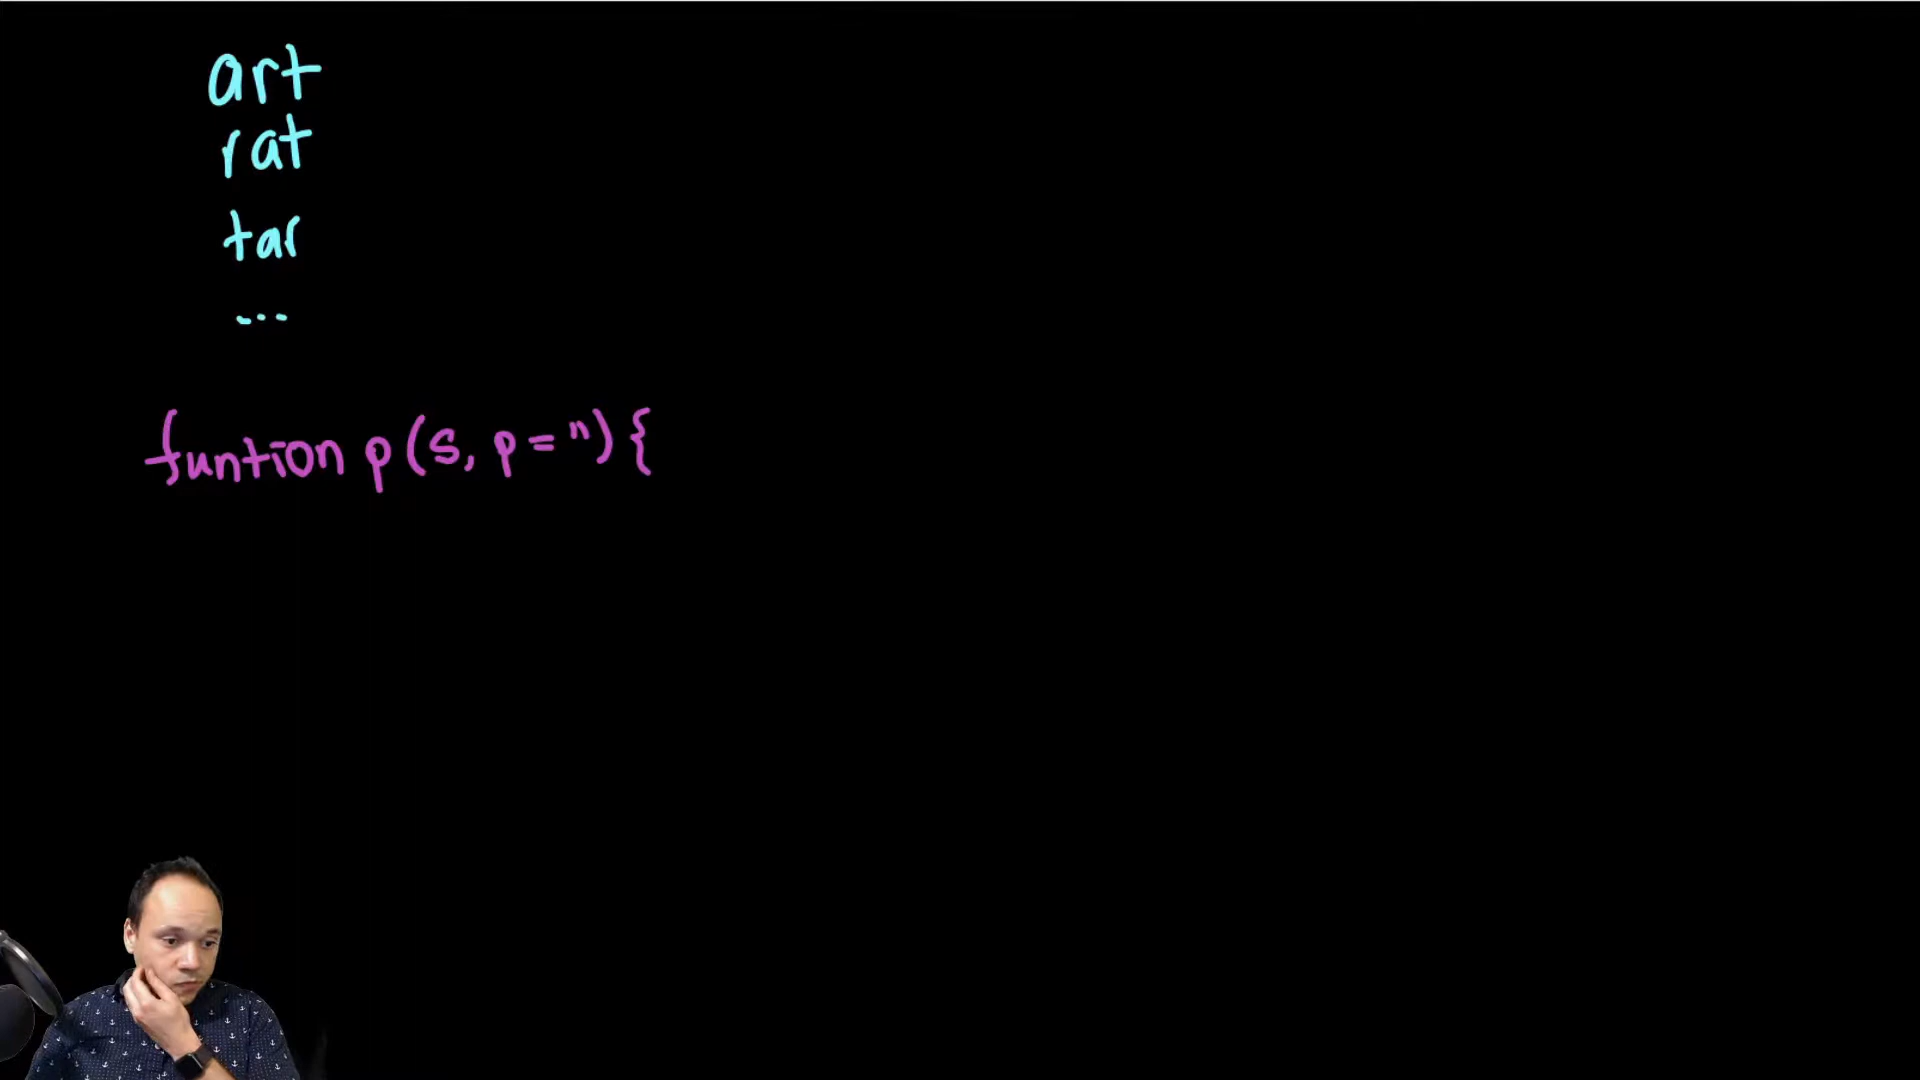 art
rat
tar
...
funtion p(s, p = '') {